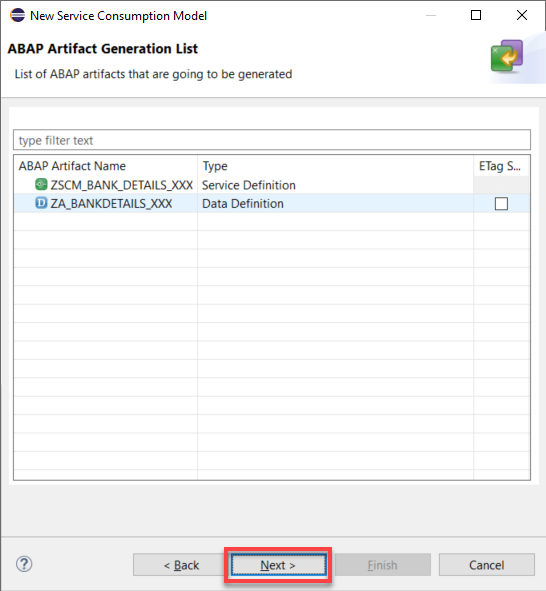 New Service Consumption Model
ABAP Artifact Generation List
List of ABAP artifacts that are going to be generated
type filter text
ABAP Artifact Name Type ETag S...
ZSCM_BANK_DETAILS_XXX Service Definition
D ZA_BANKDETAILS_XXX Data Definition
? < Back Next > Finish Cancel